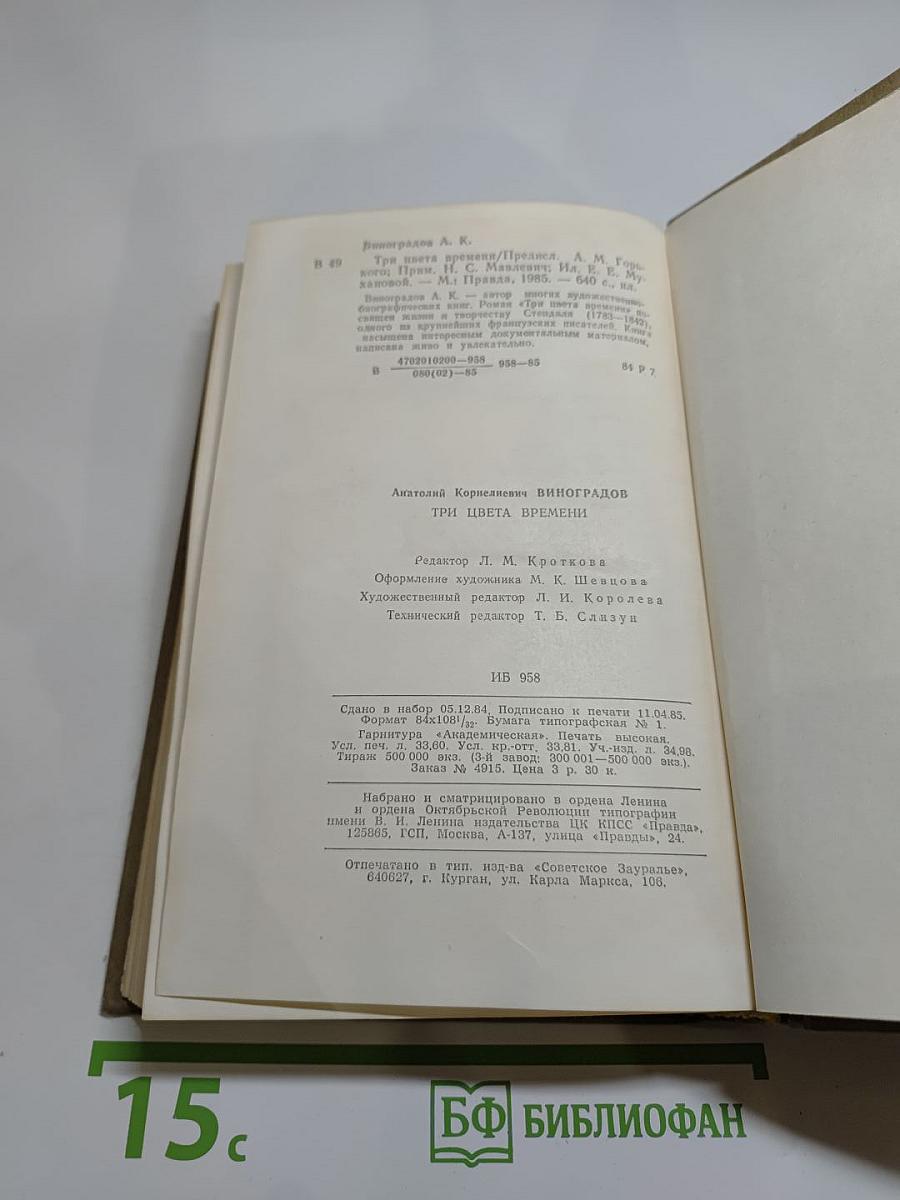 Виноградов А. К.
В 49 Три цвета времени/Предисл. А. М. Горь-
кого; Прим. Н. С. Мавлевич; Ил. Е. Е. Му-
хановой. — М.: Правда, 1985. — 640 с., ил.
Виноградов А. К. — автор многих художественно-
биографических книг. Роман «Три цвета времени» по-
священ жизни и творчеству Стендаля (1783—1842),
одного из крупнейших французских писателей. Книга
насыщена интересным документальным материалом,
написана живо и увлекательно.
В 4702010200—958 958—85 84 Р 7
080(02)—85
Анатолий Корнелиевич ВИНОГРАДОВ
ТРИ ЦВЕТА ВРЕМЕНИ
Редактор Л. М. Кроткова
Оформление художника М. К. Шевцова
Художественный редактор Л. И. Королева
Технический редактор Т. Б. Слизун
ИБ 958
Сдано в набор 05.12.84. Подписано к печати 11.04.85.
Формат 84х108¹/₃₂. Бумага типографская № 1.
Гарнитура «Академическая». Печать высокая.
Усл. печ. л. 33,60. Усл. кр.-отт. 33,81. Уч.-изд. л. 34,98.
Тираж 500 000 экз. (3-й завод: 300 001—500 000 экз.).
Заказ № 4915. Цена 3 р. 30 к.
Набрано и сматрицировано в ордена Ленина
и ордена Октябрьской Революции типографии
имени В. И. Ленина издательства ЦК КПСС «Правда»,
125865, ГСП, Москва, А-137, улица «Правды», 24.
Отпечатано в тип. изд-ва «Советское Зауралье»,
640627, г. Курган, ул. Карла Маркса, 106.
15 с
БФ БИБЛИОФАН